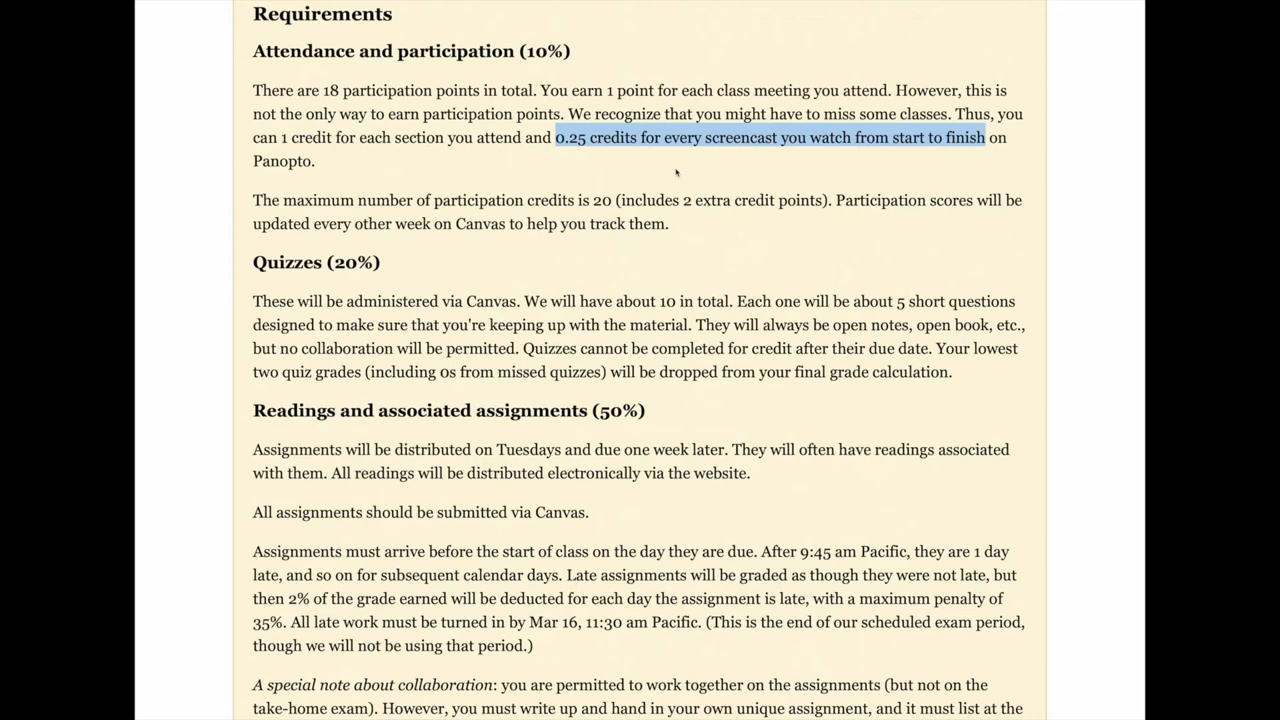 Requirements
Attendance and participation (10%)
There are 18 participation points in total. You earn 1 point for each class meeting you attend. However, this is
not the only way to earn participation points. We recognize that you might have to miss some classes. Thus, you
can 1 credit for each section you attend and 0.25 credits for every screencast you watch from start to finish on
Panopto.
The maximum number of participation credits is 20 (includes 2 extra credit points). Participation scores will be
updated every other week on Canvas to help you track them.
Quizzes (20%)
These will be administered via Canvas. We will have about 10 in total. Each one will be about 5 short questions
designed to make sure that you're keeping up with the material. They will always be open notes, open book, etc.,
but no collaboration will be permitted. Quizzes cannot be completed for credit after their due date. Your lowest
two quiz grades (including 0s from missed quizzes) will be dropped from your final grade calculation.
Readings and associated assignments (50%)
Assignments will be distributed on Tuesdays and due one week later. They will often have readings associated
with them. All readings will be distributed electronically via the website.
All assignments should be submitted via Canvas.
Assignments must arrive before the start of class on the day they are due. After 9:45 am Pacific, they are 1 day
late, and so on for subsequent calendar days. Late assignments will be graded as though they were not late, but
then 2% of the grade earned will be deducted for each day the assignment is late, with a maximum penalty of
35%. All late work must be turned in by Mar 16, 11:30 am Pacific. (This is the end of our scheduled exam period,
though we will not be using that period.)
A special note about collaboration: you are permitted to work together on the assignments (but not on the
take-home exam). However, you must write up and hand in your own unique assignment, and it must list at the